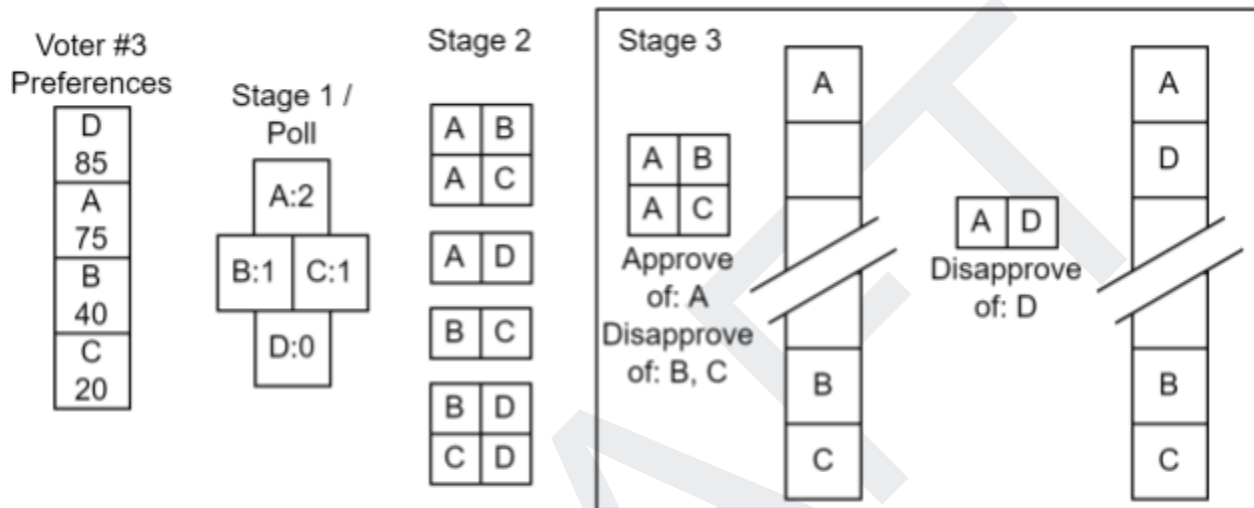 Voter #3
Preferences
D
85
A
75
B
40
C
20
Stage 1 /
Poll
A:2
B:1 C:1
D:0
Stage 2
A B
A C
A D
B C
B D
C D
Stage 3
A B
A C
Approve
of: A
Disapprove
of: B, C
A
B
C
A D
Disapprove
of: D
A
D
B
C